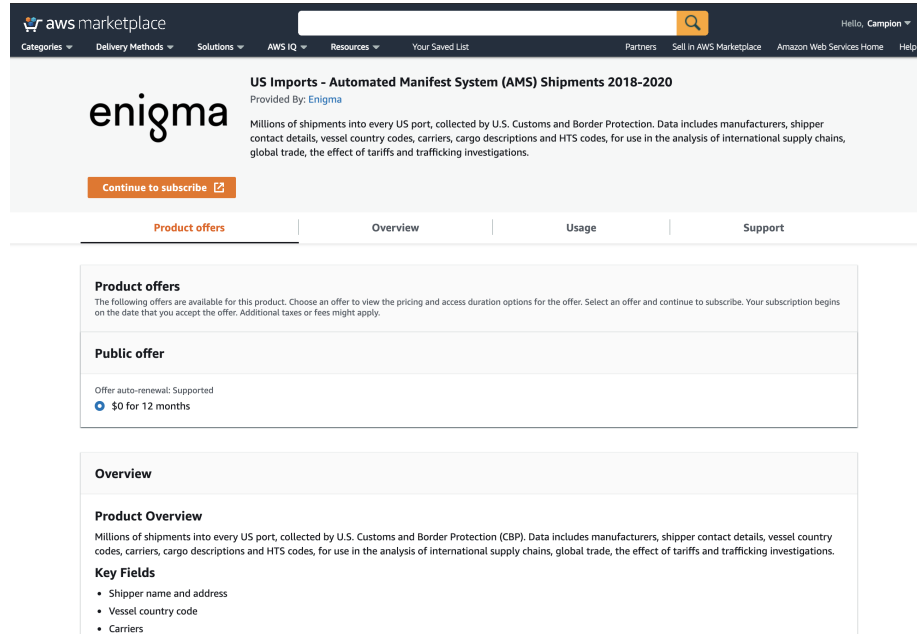 aws marketplace
Hello, Campion
Categories Delivery Methods Solutions AWS IQ Resources Your Saved List Partners Sell in AWS Marketplace Amazon Web Services Home Help
enigma
US Imports - Automated Manifest System (AMS) Shipments 2018-2020
Provided By: Enigma
Millions of shipments into every US port, collected by U.S. Customs and Border Protection. Data includes manufacturers, shipper
contact details, vessel country codes, carriers, cargo descriptions and HTS codes, for use in the analysis of international supply chains,
global trade, the effect of tariffs and trafficking investigations.
Continue to subscribe
Product offers Overview Usage Support
Product offers
The following offers are available for this product. Choose an offer to view the pricing and access duration options for the offer. Select an offer and continue to subscribe. Your subscription begins
on the date that you accept the offer. Additional taxes or fees might apply.
Public offer
Offer auto-renewal: Supported
$0 for 12 months
Overview
Product Overview
Millions of shipments into every US port, collected by U.S. Customs and Border Protection (CBP). Data includes manufacturers, shipper contact details, vessel country
codes, carriers, cargo descriptions and HTS codes, for use in the analysis of international supply chains, global trade, the effect of tariffs and trafficking investigations.
Key Fields
• Shipper name and address
• Vessel country code
• Carriers